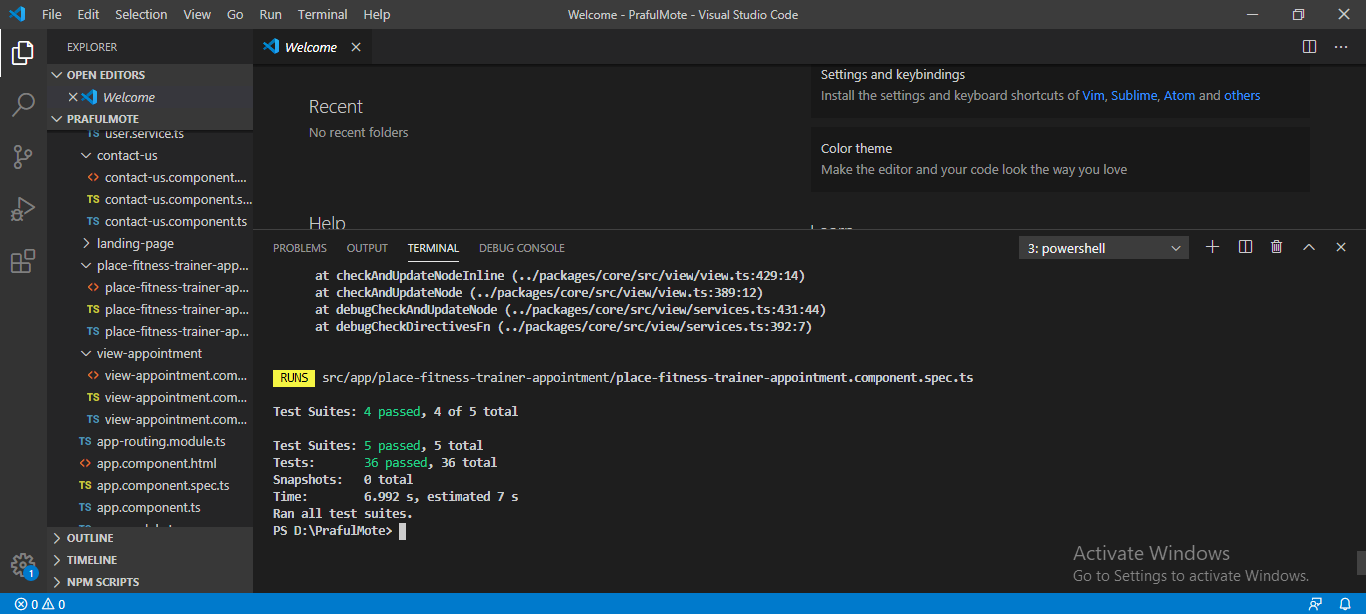 File Edit Selection View Go Run Terminal Help
Welcome - PrafulMote - Visual Studio Code
EXPLORER
OPEN EDITORS
Welcome
PRAFULMOTE
user.service.ts
contact-us
contact-us.component....
TS contact-us.component.s...
TS contact-us.component.ts
landing-page
place-fitness-trainer-app...
place-fitness-trainer-ap...
TS place-fitness-trainer-ap...
TS place-fitness-trainer-ap...
view-appointment
view-appointment.com...
TS view-appointment.com...
TS view-appointment.com...
TS app-routing.module.ts
app.component.html
TS app.component.spec.ts
TS app.component.ts
OUTLINE
TIMELINE
NPM SCRIPTS
1
Welcome
Recent
No recent folders
Help
Settings and keybindings
Install the settings and keyboard shortcuts of Vim, Sublime, Atom and others
Color theme
Make the editor and your code look the way you love
Learn
PROBLEMS OUTPUT TERMINAL DEBUG CONSOLE
3: powershell
at checkAndUpdateNodeInline (../packages/core/src/view/view.ts:429:14)
at checkAndUpdateNode (../packages/core/src/view/view.ts:389:12)
at debugCheckAndUpdateNode (../packages/core/src/view/services.ts:431:44)
at debugCheckDirectivesFn (../packages/core/src/view/services.ts:392:7)
RUNS src/app/place-fitness-trainer-appointment/place-fitness-trainer-appointment.component.spec.ts
Test Suites: 4 passed, 4 of 5 total
Test Suites: 5 passed, 5 total
Tests: 36 passed, 36 total
Snapshots: 0 total
Time: 6.992 s, estimated 7 s
Ran all test suites.
PS D:\PrafulMote>
Activate Windows
Go to Settings to activate Windows.
0 0